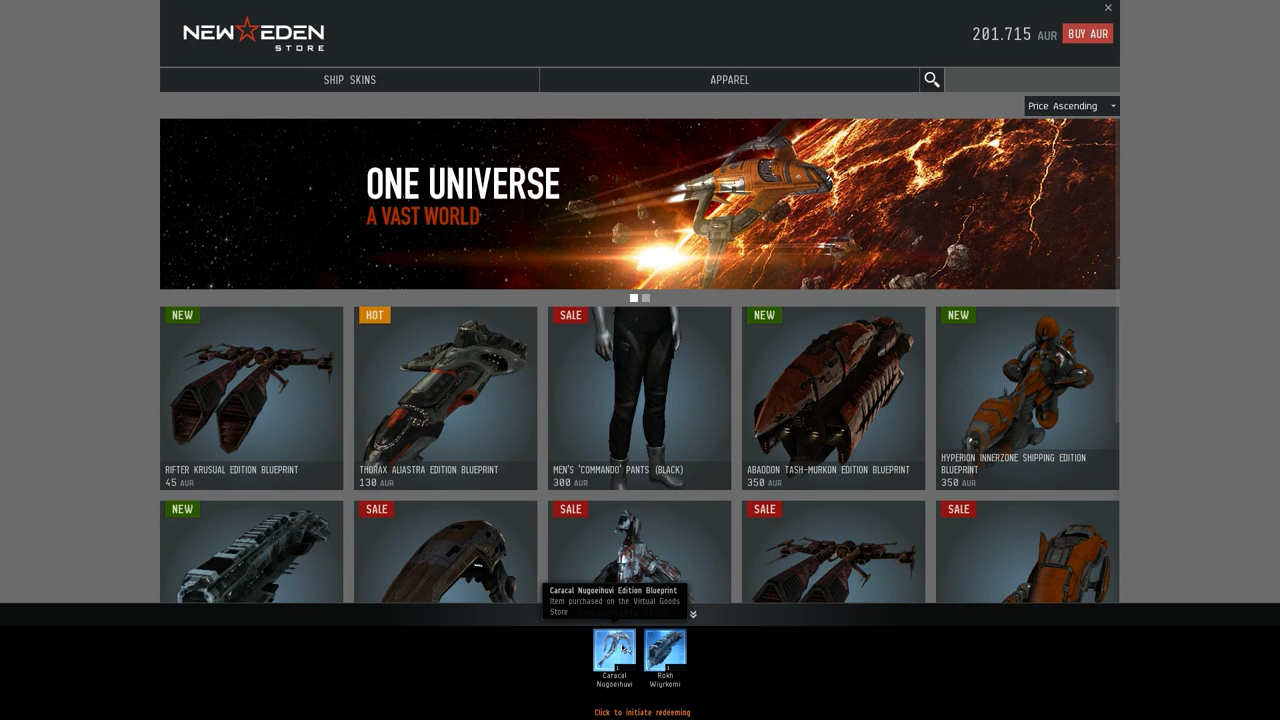 NEW EDEN
STORE
201.715 AUR
BUY AUR
SHIP SKINS
APPAREL
Price Ascending
ONE UNIVERSE
A VAST WORLD
NEW
HOT
SALE
NEW
NEW
RIFTER KRUSUAL EDITION BLUEPRINT
45 AUR
THORAX ALIASTRA EDITION BLUEPRINT
130 AUR
MEN'S 'COMMANDO' PANTS (BLACK)
300 AUR
ABADDON TASH-MURKON EDITION BLUEPRINT
350 AUR
HYPERION INNERZONE SHIPPING EDITION
BLUEPRINT
350 AUR
NEW
SALE
SALE
SALE
SALE
Caracal Nugoeihuvi Edition Blueprint
Item purchased on the Virtual Goods
Store
1
1
Caracal
Nugoeihuvi
Rokh
Wiyrkomi
Click to initiate redeeming